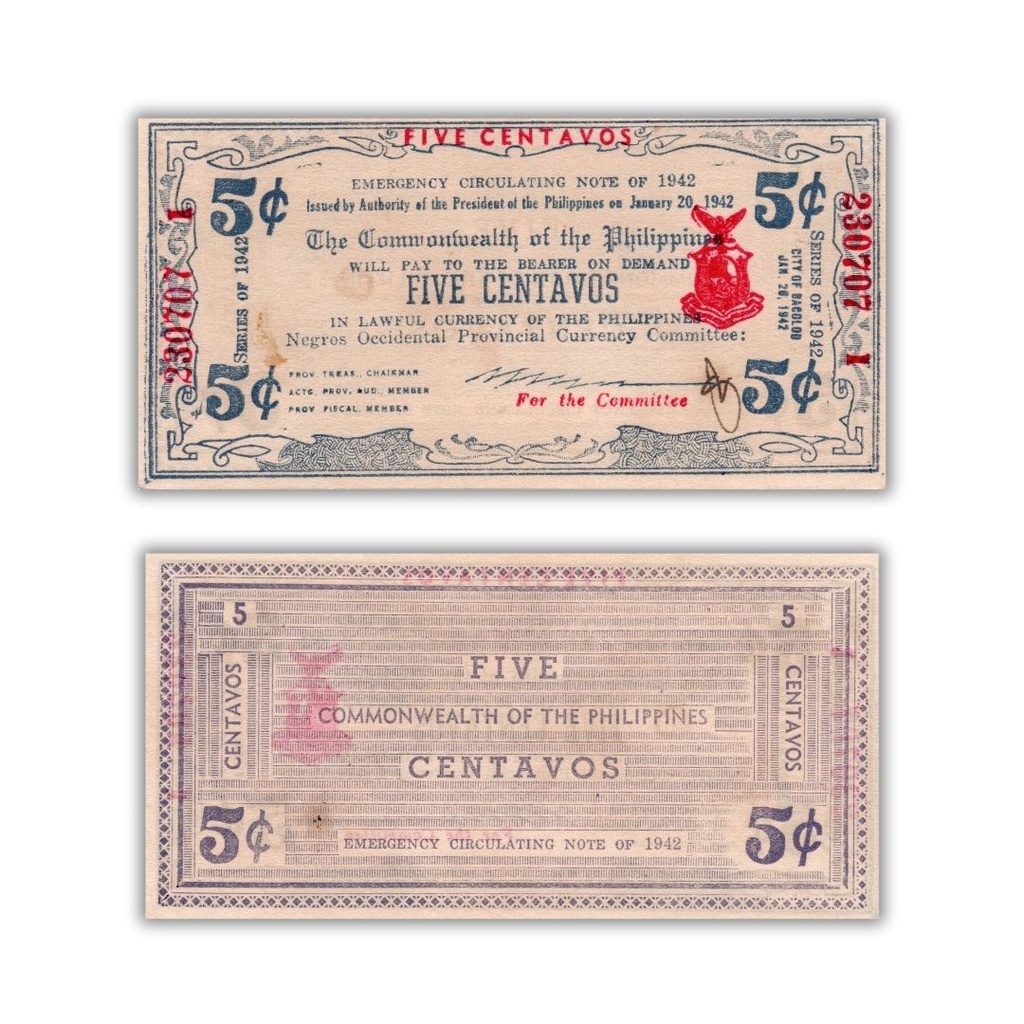 FIVE CENTAVOS
5¢
5¢
EMERGENCY CIRCULATING NOTE OF 1942
Issued by Authority of the President of the Philippines on January 20, 1942
The Commonwealth of the Philippines
WILL PAY TO THE BEARER ON DEMAND
FIVE CENTAVOS
IN LAWFUL CURRENCY OF THE PHILIPPINES
Negros Occidental Provincial Currency Committee:
230707 I
SERIES OF 1942
CITY OF BACOLOD
JAN. 26, 1942
SERIES OF 1942
230707 I
5¢
5¢
PROV. TREAS., CHAIRMAN
ACTG. PROV. AUD., MEMBER
PROV FISCAL, MEMBER
For the Committee
5
5
FIVE
CENTAVOS
COMMONWEALTH OF THE PHILIPPINES
CENTAVOS
CENTAVOS
5¢
5¢
EMERGENCY CIRCULATING NOTE OF 1942